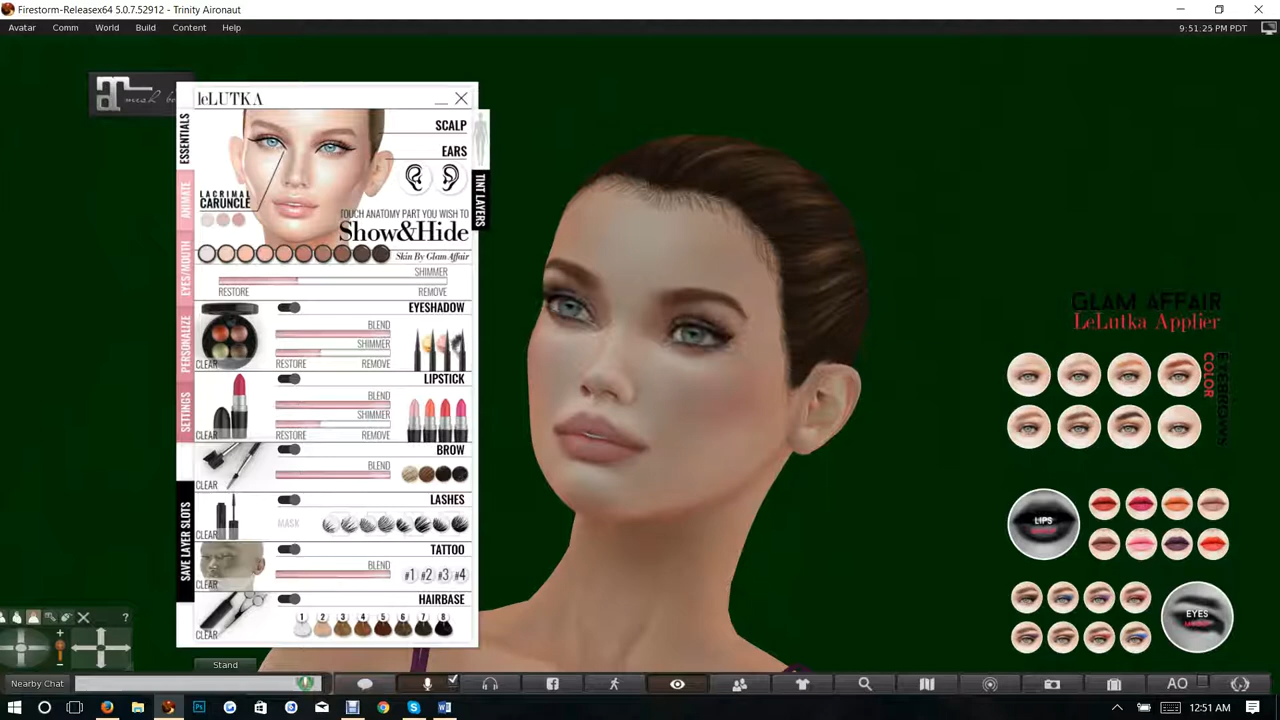 Firestorm-Releasex64 5.0.7.52912 - Trinity Aironaut
Avatar Comm World Build Content Help
9:51:25 PM PDT
leLUTKA
ESSENTIALS
ANIMATE
EYES/MOUTH
PERSONALIZE
SETTINGS
SAVE LAYER SLOTS
SCALP
EARS
LACRIMAL
CARUNCLE
TINT LAYERS
TOUCH ANATOMY PART YOU WISH TO
Show&Hide
Skin By Glam Affair
SHIMMER
RESTORE REMOVE
EYESHADOW
BLEND
SHIMMER
CLEAR RESTORE REMOVE
LIPSTICK
BLEND
SHIMMER
CLEAR RESTORE REMOVE
BROW
BLEND
CLEAR
LASHES
MASK
CLEAR
TATTOO
BLEND #1 #2 #3 #4
CLEAR
HAIRBASE
1 2 3 4 5 6 7 8
CLEAR
GLAM AFFAIR
LeLutka Applier
COLOR
EYEBROWS
LIPS
EYES
?
Stand
Nearby Chat
AO
12:51 AM